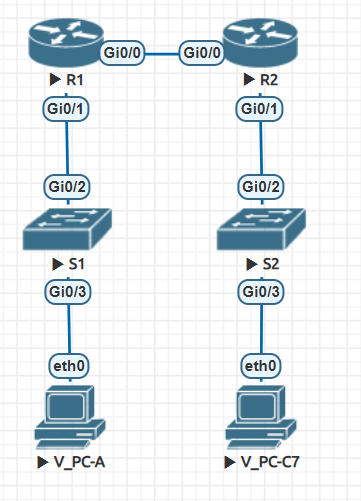 Gi0/0 Gi0/0
R1 R2
Gi0/1 Gi0/1
Gi0/2 Gi0/2
S1 S2
Gi0/3 Gi0/3
eth0 eth0
V_PC-A V_PC-C7